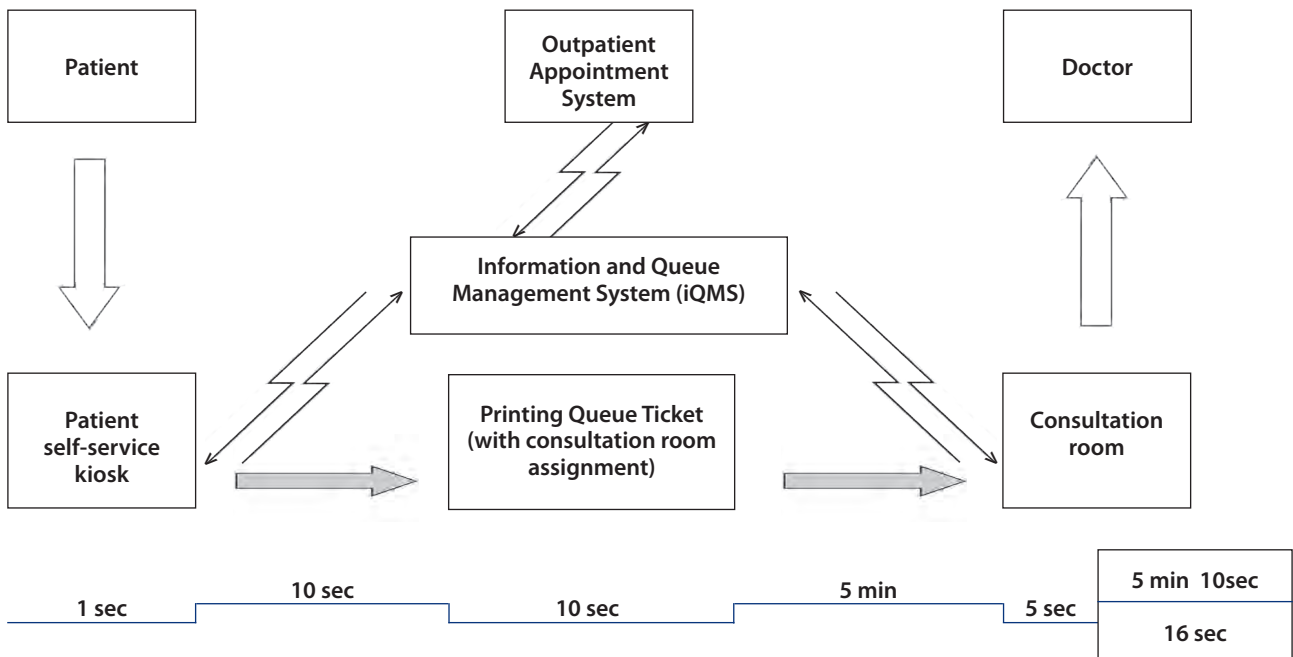 Patient
Outpatient
Appointment
System
Doctor
Information and Queue
Management System (iQMS)
Patient
self-service
kiosk
Printing Queue Ticket
(with consultation room
assignment)
Consultation
room
1 sec
10 sec
10 sec
5 min
5 sec
5 min 10sec
16 sec